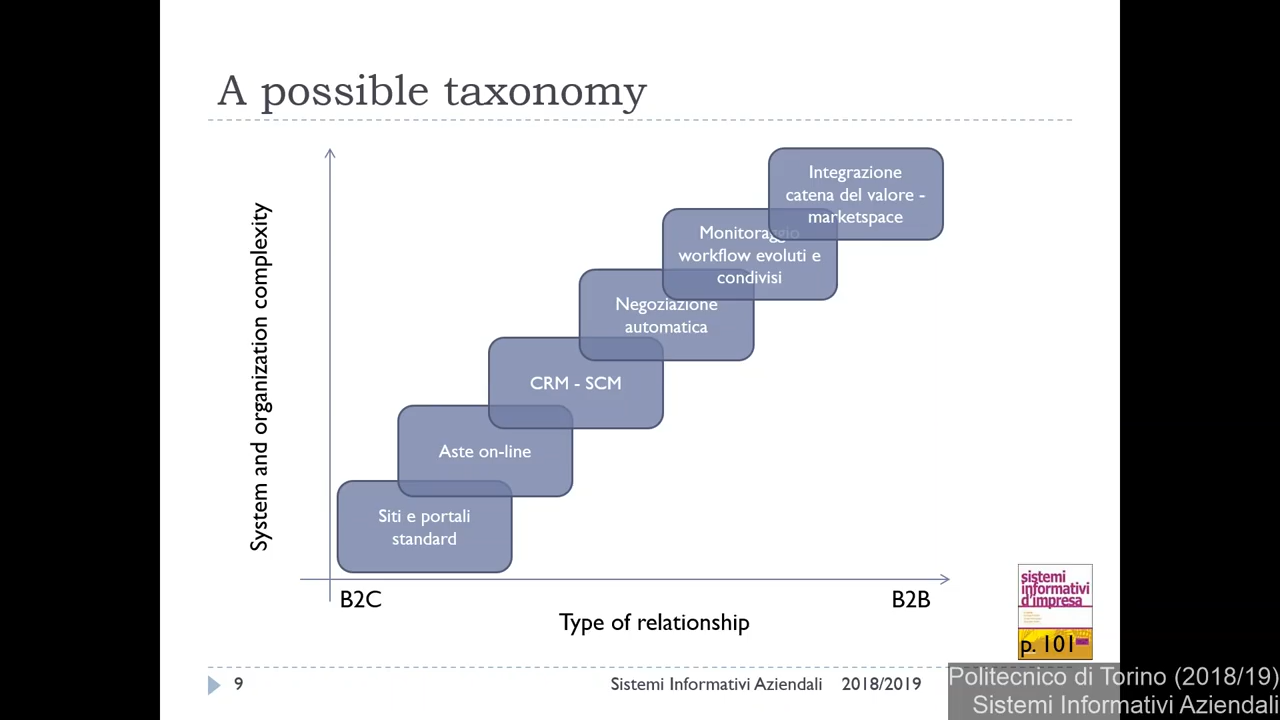 A possible taxonomy
System and organization complexity
Integrazione
catena del valore -
marketspace
Monitoraggio
workflow evoluti e
condivisi
Negoziazione
automatica
CRM - SCM
Aste on-line
Siti e portali
standard
B2C
B2B
Type of relationship
sistemi
informativi
d'impresa
p. 101
9
Sistemi Informativi Aziendali 2018/2019
Politecnico di Torino (2018/19)
Sistemi Informativi Aziendali